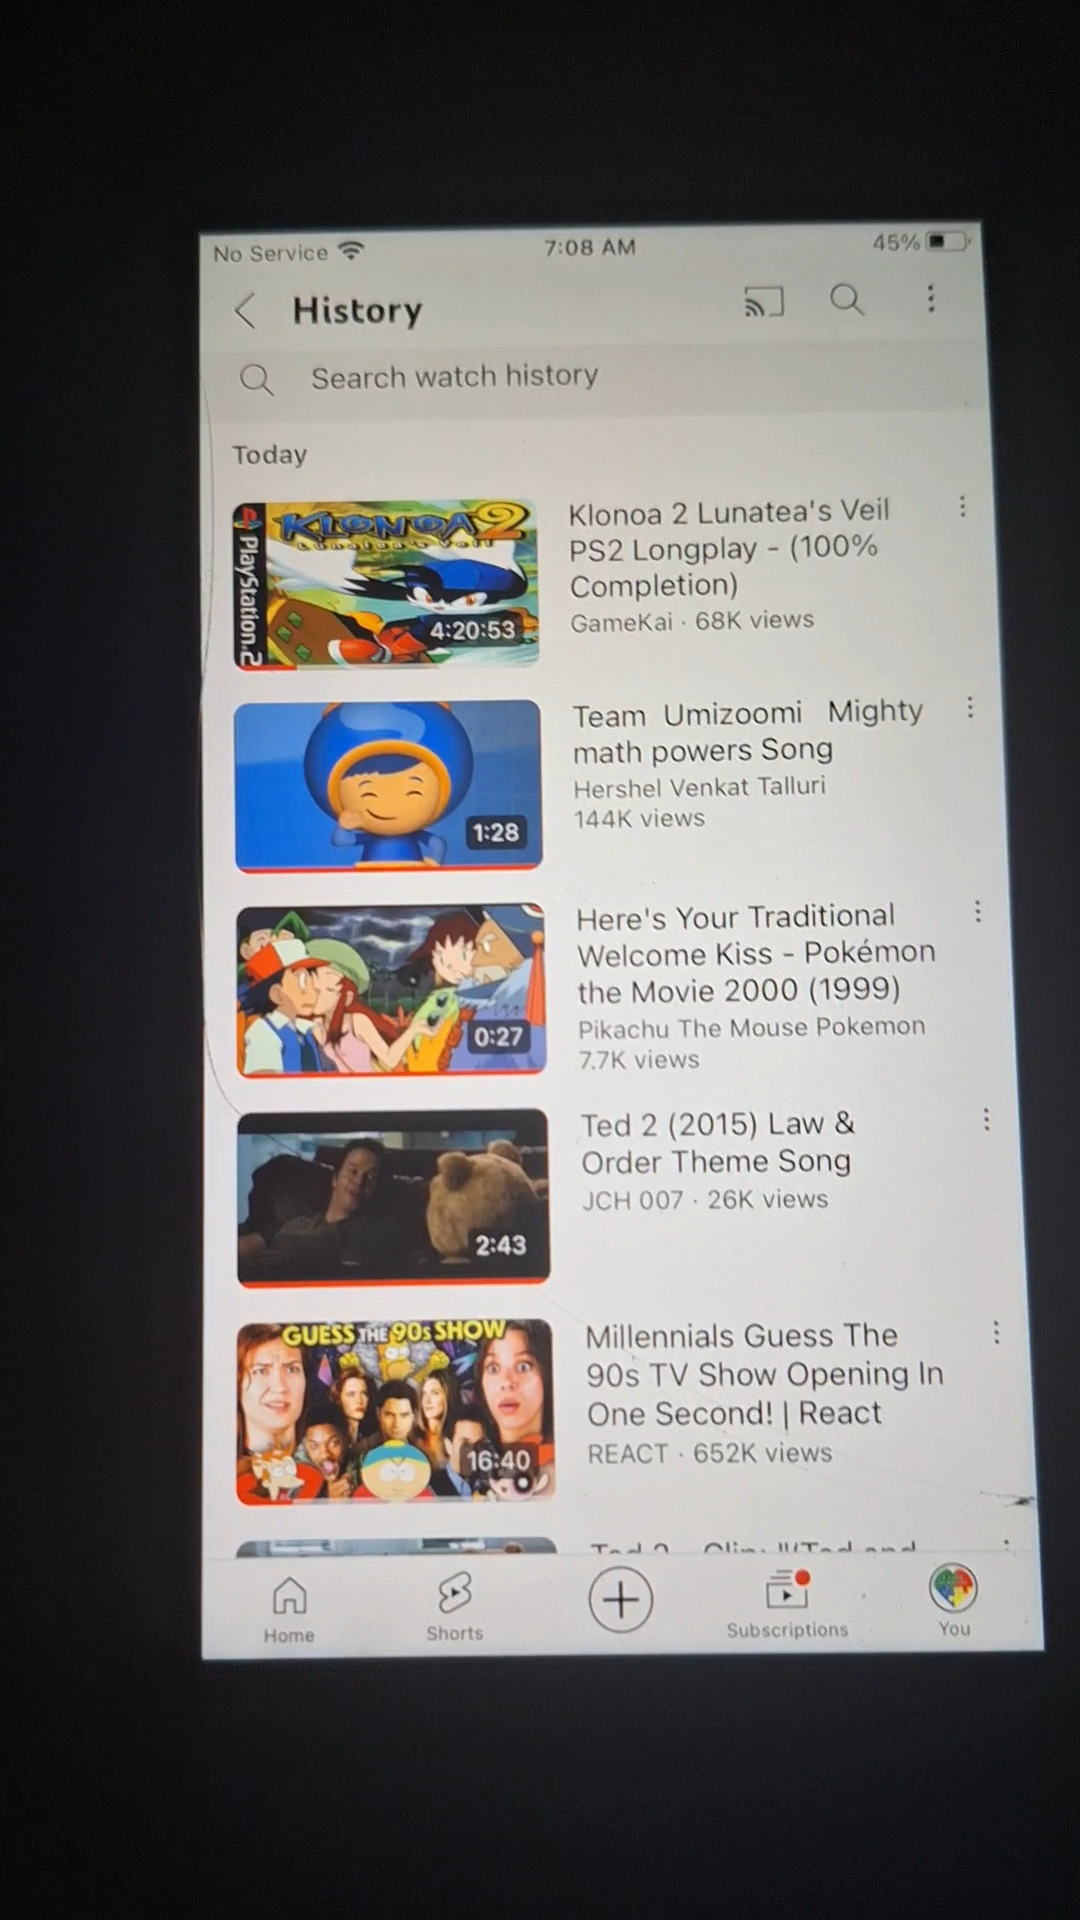 No Service
7:08 AM
45%
History
Search watch history
Today
KLONOA 2
Lunatea's Veil
PlayStation.2
4:20:53
Klonoa 2 Lunatea's Veil
PS2 Longplay - (100%
Completion)
GameKai · 68K views
1:28
Team Umizoomi Mighty
math powers Song
Hershel Venkat Talluri
144K views
0:27
Here's Your Traditional
Welcome Kiss - Pokémon
the Movie 2000 (1999)
Pikachu The Mouse Pokemon
7.7K views
2:43
Ted 2 (2015) Law &
Order Theme Song
JCH 007 · 26K views
GUESS THE 90s SHOW
16:40
Millennials Guess The
90s TV Show Opening In
One Second! | React
REACT · 652K views
Home
Shorts
Subscriptions
You